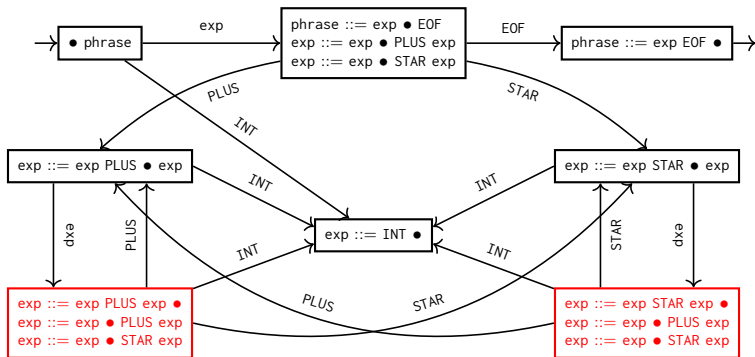 exp
phrase ::= exp ● EOF
exp ::= exp ● PLUS exp
exp ::= exp ● STAR exp
● phrase
EOF
phrase ::= exp EOF ●
PLUS
INT
STAR
exp ::= exp PLUS ● exp
exp ::= exp STAR ● exp
INT
INT
exp
PLUS
exp ::= INT ●
STAR
exp
INT
INT
exp ::= exp PLUS exp ●
exp ::= exp ● PLUS exp
exp ::= exp ● STAR exp
PLUS
STAR
exp ::= exp STAR exp ●
exp ::= exp ● PLUS exp
exp ::= exp ● STAR exp